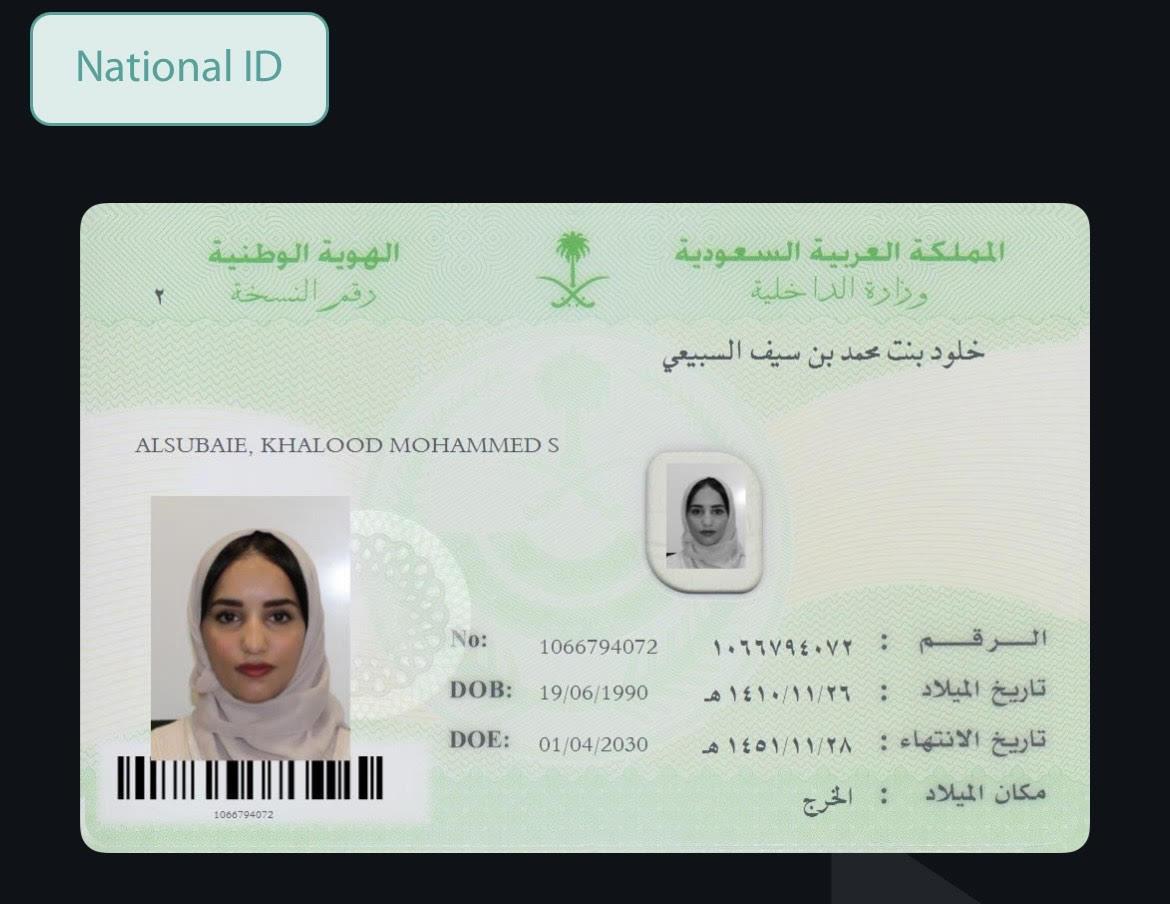 National ID
المملكة العربية السعودية
الهوية الوطنية
وزارة الداخلية
رقم النسخة ٢
خلود بنت محمد بن سيف السبيعي
ALSUBAIE, KHALOOD MOHAMMED S
No: 1066794072 الـــرقـــم : ١٠٦٦٧٩٤٠٧٢
DOB: 19/06/1990 تاريخ الميلاد : ١٤١٠/١١/٢٦ هـ
DOE: 01/04/2030 تاريخ الانتهاء : ١٤٥١/١١/٢٨ هـ
مكان الميلاد : الخرج
1066794072